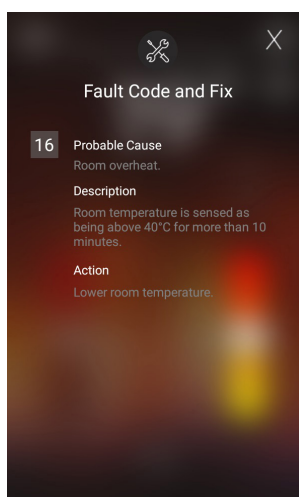 Fault Code and Fix
16 Probable Cause
Room overheat.
Description
Room temperature is sensed as
being above 40°C for more than 10
minutes.
Action
Lower room temperature.